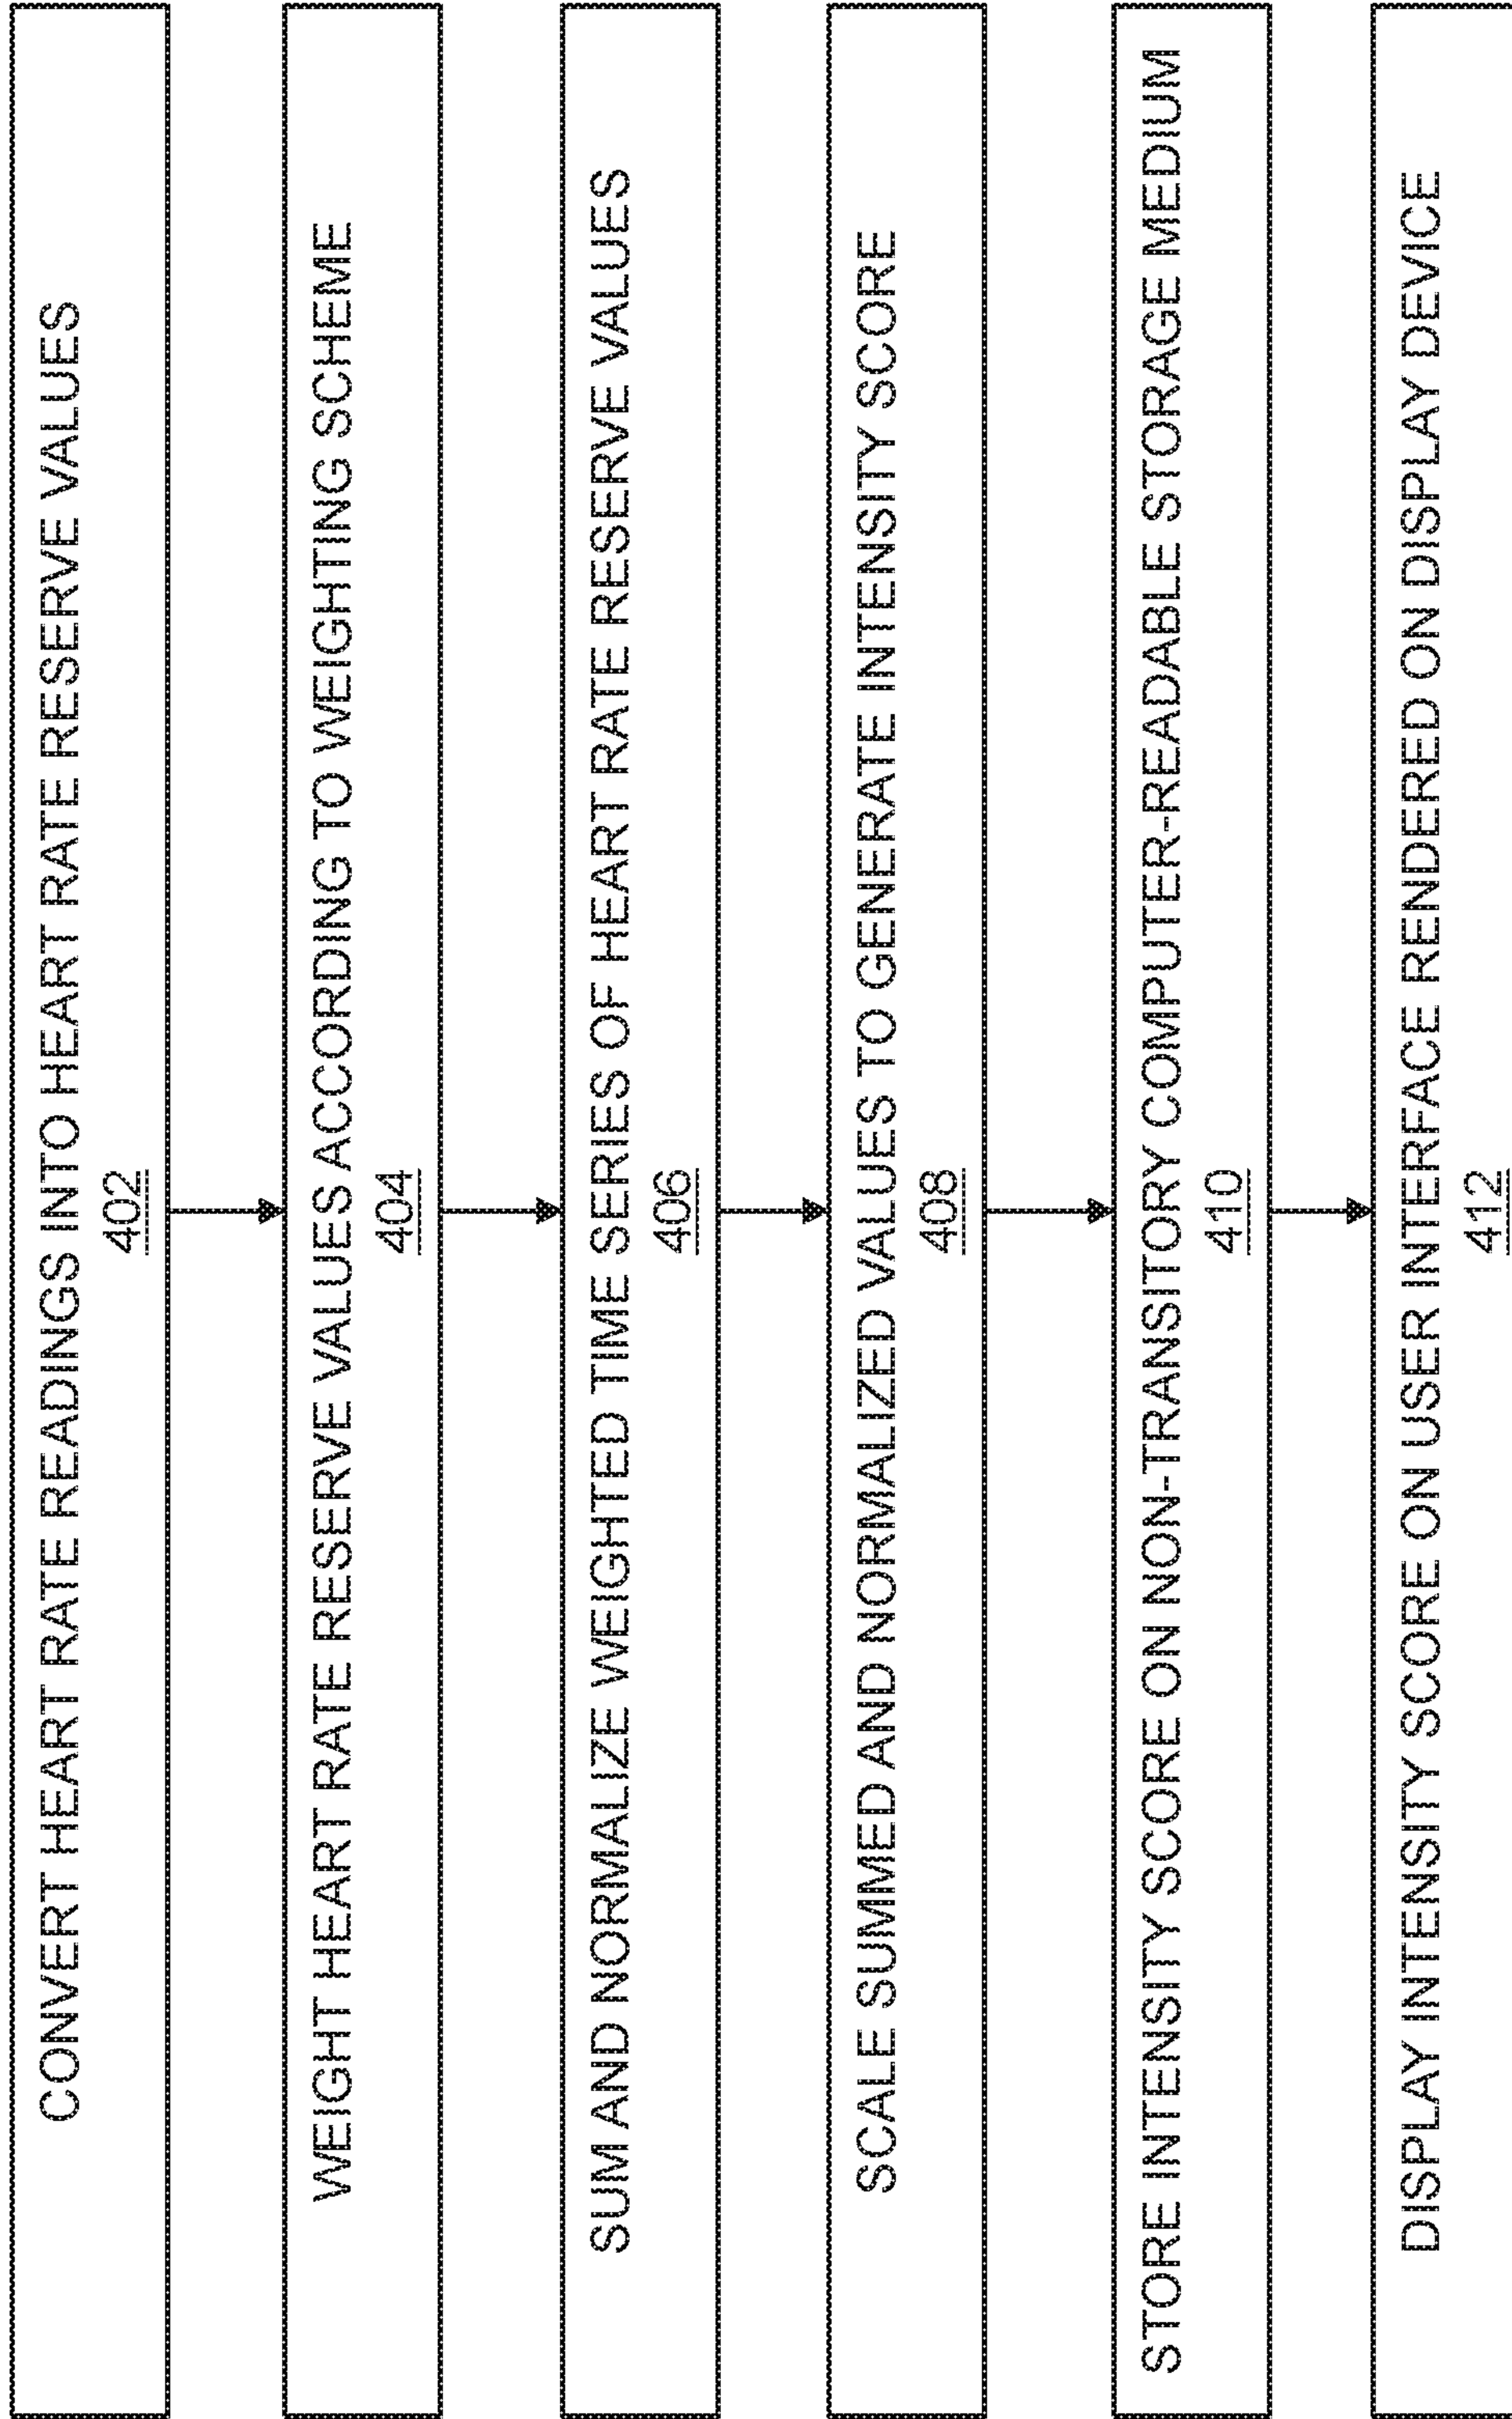 CONVERT HEART RATE READINGS INTO HEART RATE RESERVE VALUES
402
WEIGHT HEART RATE RESERVE VALUES ACCORDING TO WEIGHTING SCHEME
404
SUM AND NORMALIZE WEIGHTED TIME SERIES OF HEART RATE RESERVE VALUES
406
SCALE SUMMED AND NORMALIZED VALUES TO GENERATE INTENSITY SCORE
408
STORE INTENSITY SCORE ON NON-TRANSITORY COMPUTER-READABLE STORAGE MEDIUM
410
DISPLAY INTENSITY SCORE ON USER INTERFACE RENDERED ON DISPLAY DEVICE
412